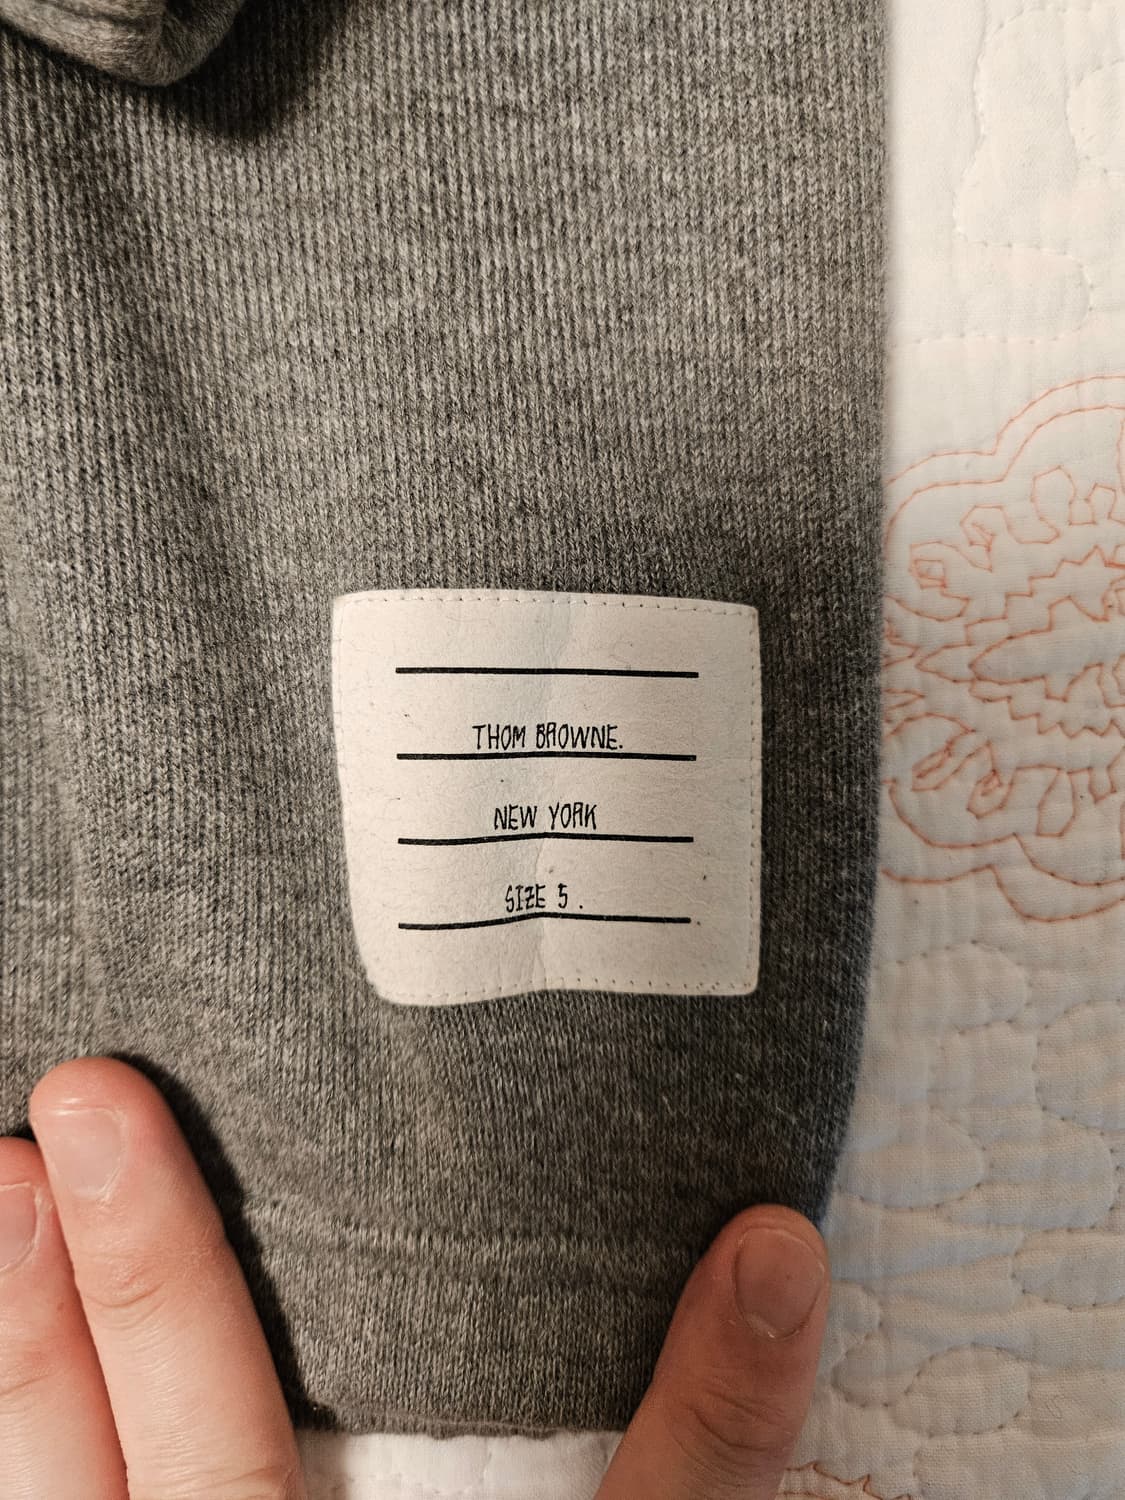 THOM BROWNE.
NEW YORK
SIZE 5 .